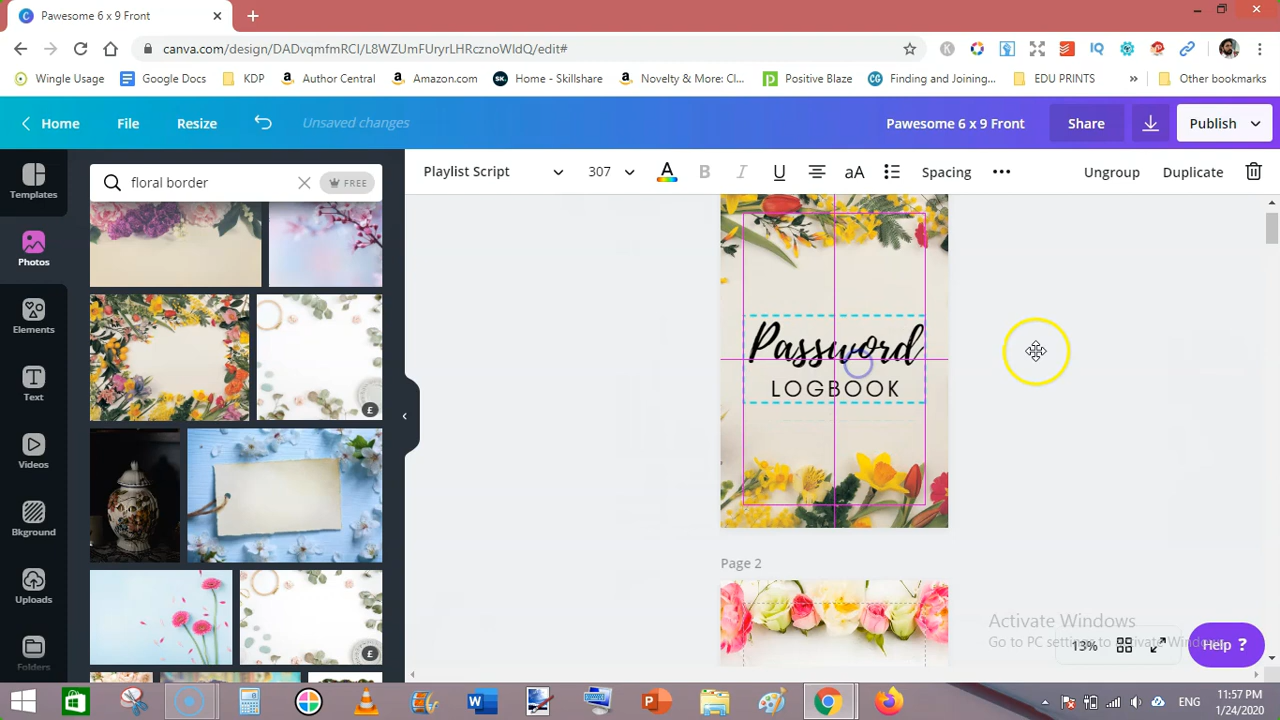 Pawesome 6 x 9 Front
canva.com/design/DADvqmfmRCI/L8WZUmFUryrLHRcznoWIdQ/edit#
Wingle Usage
Google Docs
KDP
Author Central
Amazon.com
Home - Skillshare
Novelty & More: Cl...
Positive Blaze
Finding and Joining...
EDU PRINTS
»
Other bookmarks
Home
File
Resize
Unsaved changes
Pawesome 6 x 9 Front
Share
Publish
Templates
Photos
Elements
Text
Videos
Bkground
Uploads
Folders
floral border
FREE
£
£
Playlist Script
307
A
B
I
U
aA
Spacing
Ungroup
Duplicate
Password
LOGBOOK
Page 2
Activate Windows
Go to PC settings to Activate Windows.
13%
Help ?
11:57 PM
1/24/2020